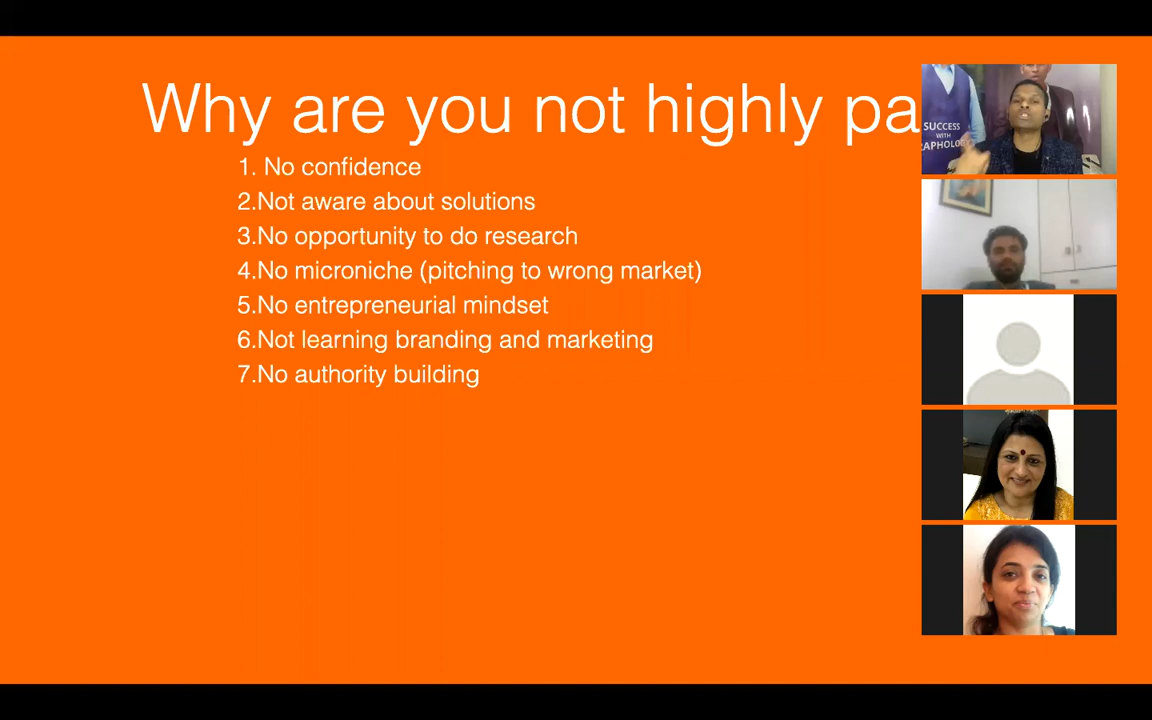 Why are you not highly pa
1. No confidence
2.Not aware about solutions
3.No opportunity to do research
4.No microniche (pitching to wrong market)
5.No entrepreneurial mindset
6.Not learning branding and marketing
7.No authority building
SUCCESS
WITH
RAPHOLO
S